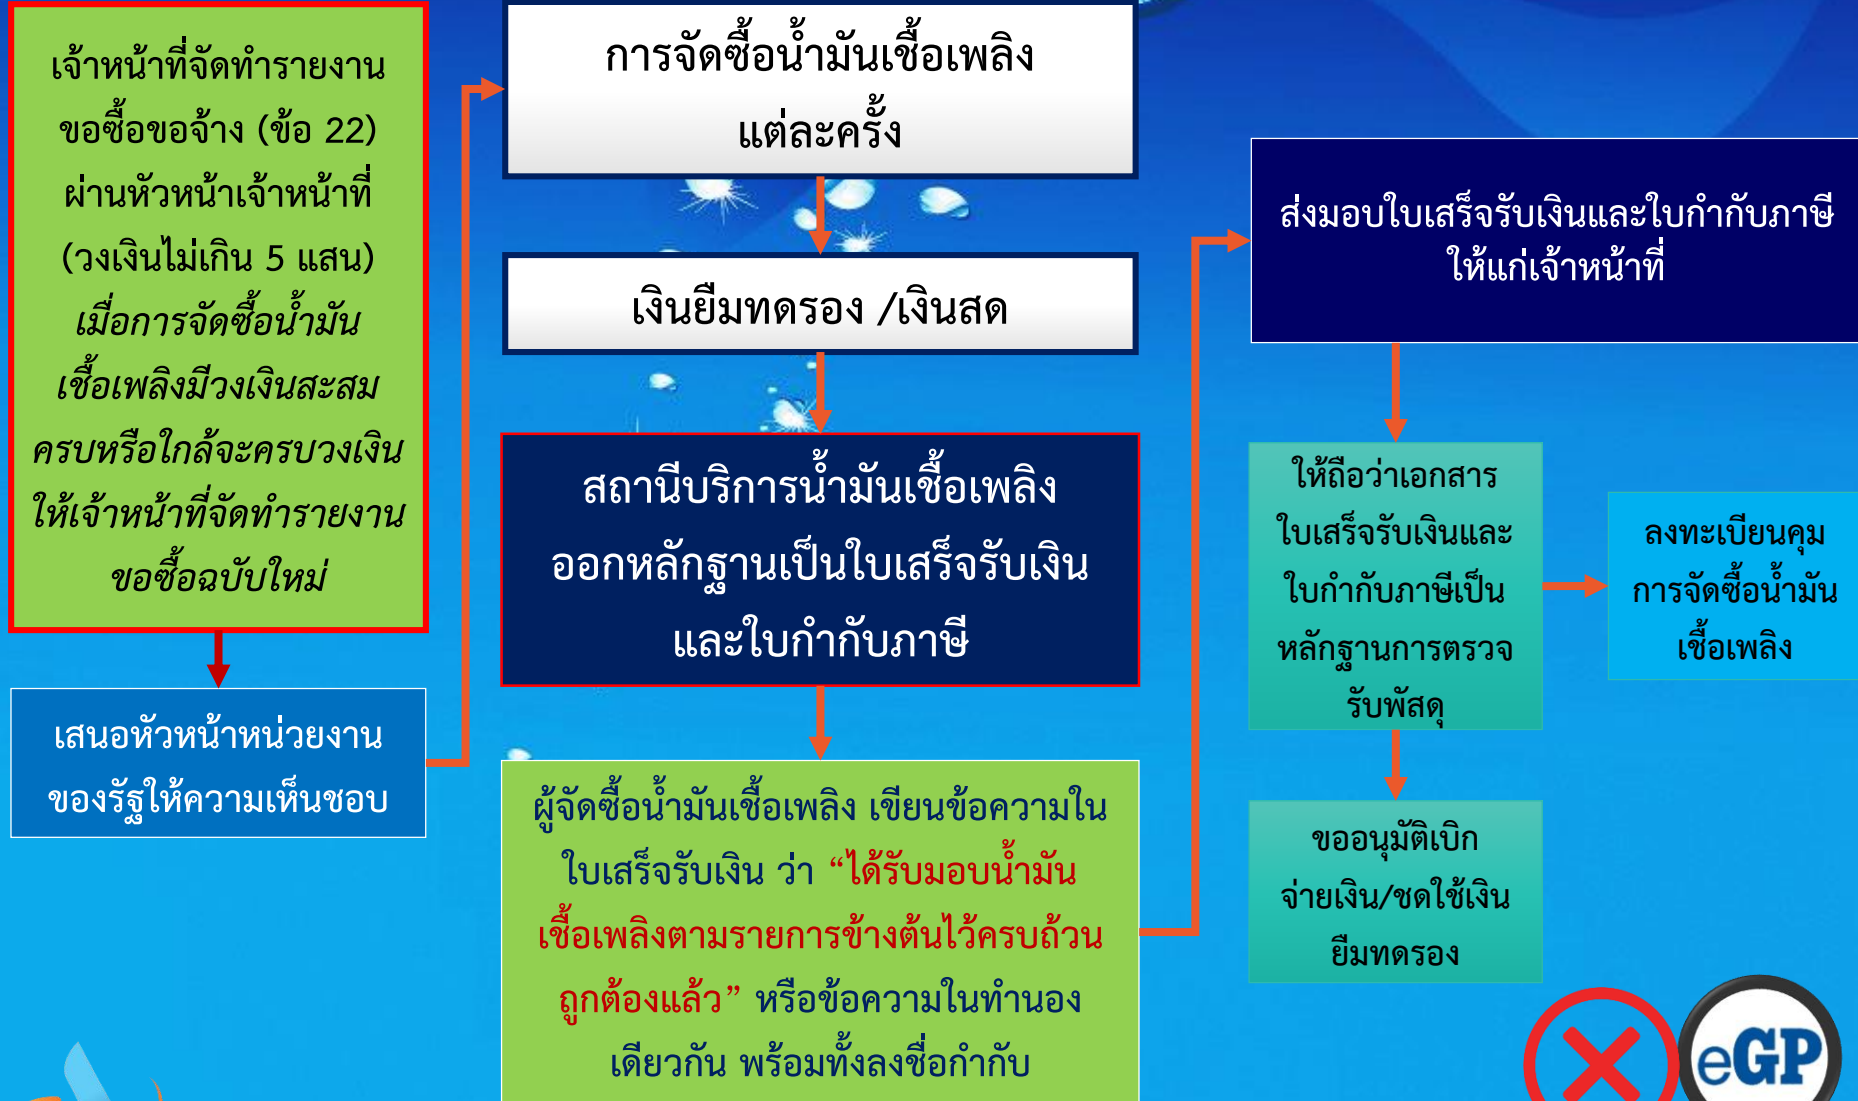 เจ้าหน้าที่จัดทำรายงาน
ขอซื้อขอจ้าง (ข้อ 22)
ผ่านหัวหน้าเจ้าหน้าที่
(วงเงินไม่เกิน 5 แสน)
เมื่อการจัดซื้อน้ำมัน
เชื้อเพลิงมีวงเงินสะสม
ครบหรือใกล้จะครบวงเงิน
ให้เจ้าหน้าที่จัดทำรายงาน
ขอซื้อฉบับใหม่
เสนอหัวหน้าหน่วยงาน
ของรัฐให้ความเห็นชอบ
การจัดซื้อน้ำมันเชื้อเพลิง
แต่ละครั้ง
เงินยืมทดรอง /เงินสด
สถานีบริการน้ำมันเชื้อเพลิง
ออกหลักฐานเป็นใบเสร็จรับเงิน
และใบกำกับภาษี
ผู้จัดซื้อน้ำมันเชื้อเพลิง เขียนข้อความใน
ใบเสร็จรับเงิน ว่า “ได้รับมอบน้ำมัน
เชื้อเพลิงตามรายการข้างต้นไว้ครบถ้วน
ถูกต้องแล้ว” หรือข้อความในทำนอง
เดียวกัน พร้อมทั้งลงชื่อกำกับ
ส่งมอบใบเสร็จรับเงินและใบกำกับภาษี
ให้แก่เจ้าหน้าที่
ให้ถือว่าเอกสาร
ใบเสร็จรับเงินและ
ใบกำกับภาษีเป็น
หลักฐานการตรวจ
รับพัสดุ
ลงทะเบียนคุม
การจัดซื้อน้ำมัน
เชื้อเพลิง
ขออนุมัติเบิก
จ่ายเงิน/ชดใช้เงิน
ยืมทดรอง
eGP